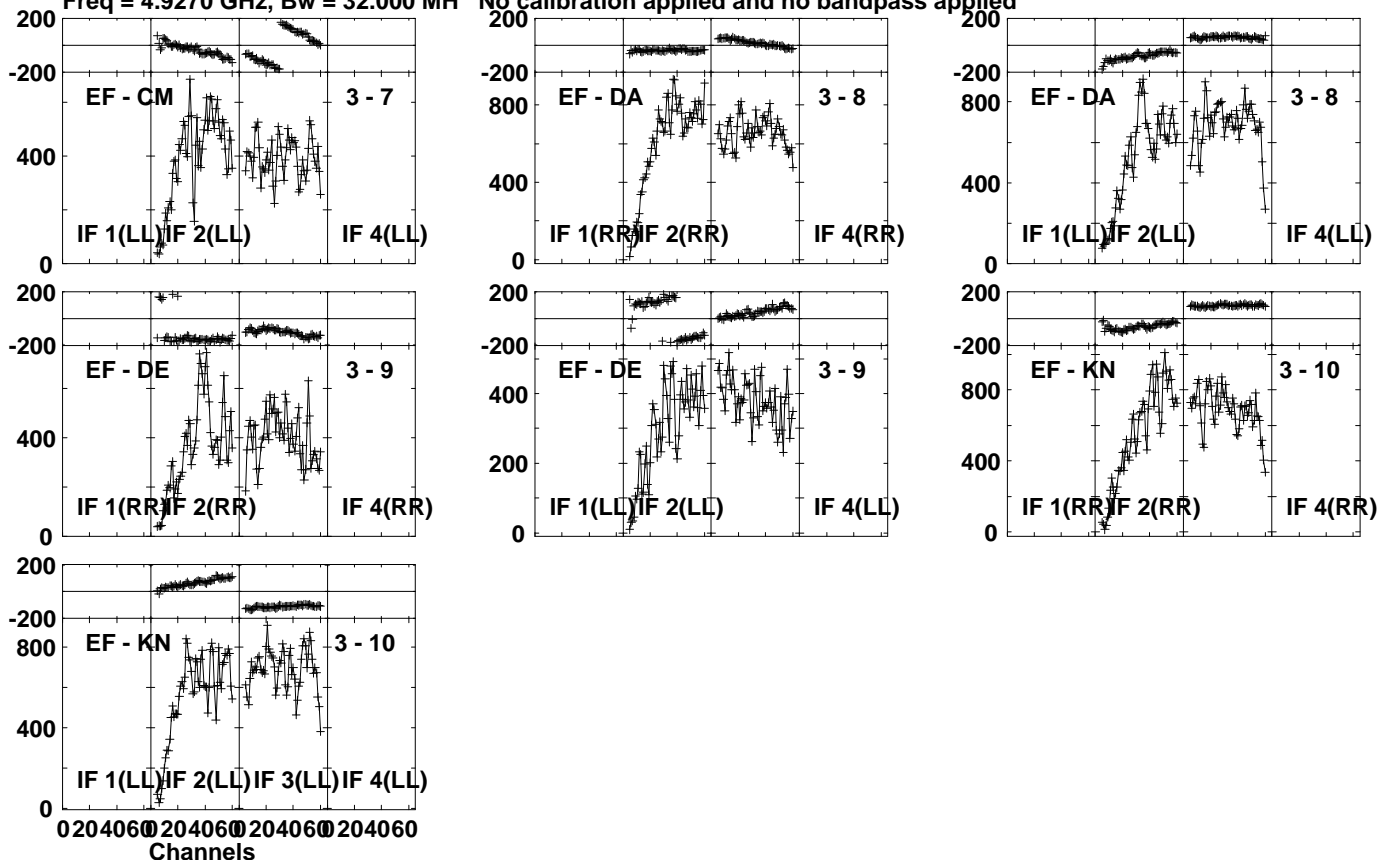 Freq = 4.9270 GHz, Bw = 32.000 MH No calibration applied and no bandpass applied
200
-200
EF - CM 3 - 7
400
IF 1(LL) IF 2(LL) IF 4(LL)
0
200
-200
EF - DA 3 - 8
800
400
IF 1(RR) IF 2(RR) IF 4(RR)
0
200
-200
EF - DA 3 - 8
800
400
IF 1(LL) IF 2(LL) IF 4(LL)
0
200
-200
EF - DE 3 - 9
400
IF 1(RR) IF 2(RR) IF 4(RR)
0
200
-200
EF - DE 3 - 9
400
200
IF 1(LL) IF 2(LL) IF 4(LL)
0
200
-200
EF - KN 3 - 10
800
400
IF 1(RR) IF 2(RR) IF 4(RR)
0
200
-200
EF - KN 3 - 10
800
400
IF 1(LL) IF 2(LL) IF 3(LL) IF 4(LL)
0
0 20 40 60 0 20 40 60 0 20 40 60 0 20 40 60
Channels